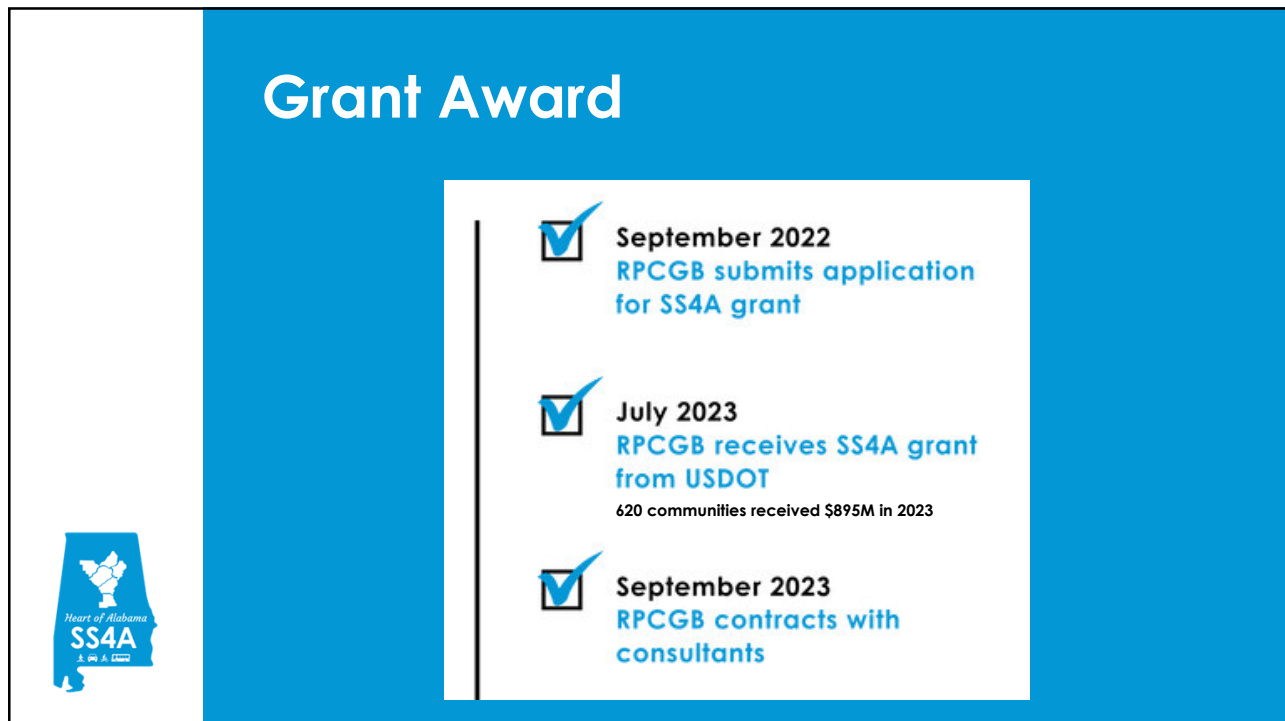 Grant Award
September 2022
RPCGB submits application
for SS4A grant
July 2023
RPCGB receives SS4A grant
from USDOT
620 communities received $895M in 2023
September 2023
RPCGB contracts with
consultants
Heart of Alabama
SS4A